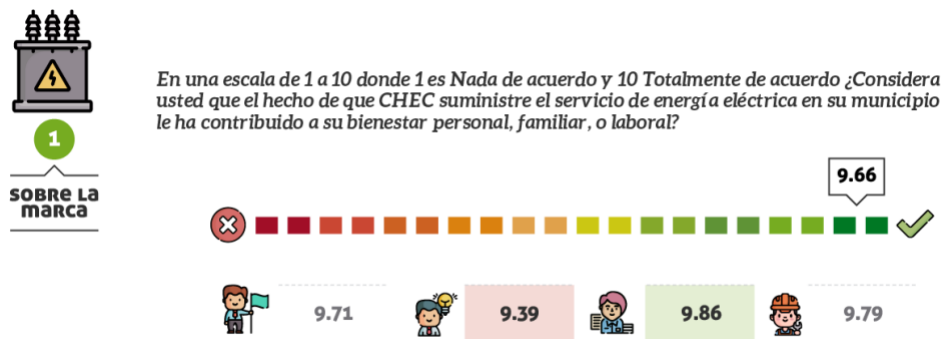 En una escala de 1 a 10 donde 1 es Nada de acuerdo y 10 Totalmente de acuerdo ¿Considera
usted que el hecho de que CHEC suministre el servicio de energía eléctrica en su municipio
le ha contribuido a su bienestar personal, familiar, o laboral?
1
SOBRE La
marca
9.66
9.71
9.39
9.86
9.79